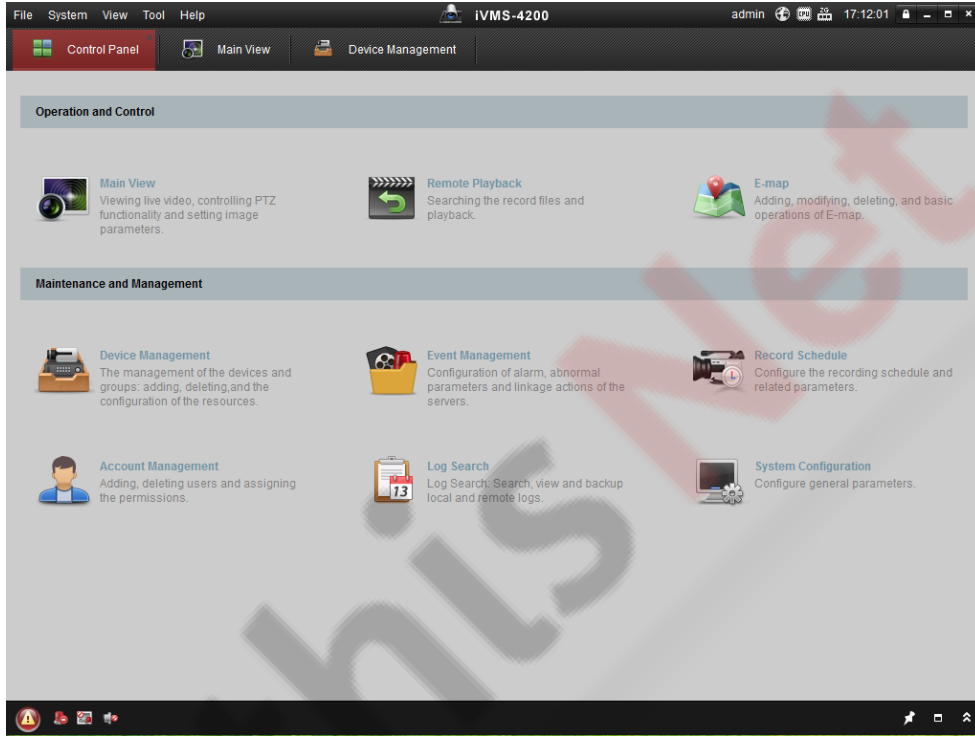 File System View Tool Help
iVMS-4200
admin 17:12:01
Control Panel
Main View
Device Management
Operation and Control
Main View
Viewing live video, controlling PTZ
functionality and setting image
parameters.
Remote Playback
Searching the record files and
playback.
E-map
Adding, modifying, deleting, and basic
operations of E-map.
Maintenance and Management
Device Management
The management of the devices and
groups: adding, deleting,and the
configuration of the resources.
Event Management
Configuration of alarm, abnormal
parameters and linkage actions of the
servers.
Record Schedule
Configure the recording schedule and
related parameters.
Account Management
Adding, deleting users and assigning
the permissions.
13
Log Search
Log Search: Search, view and backup
local and remote logs.
System Configuration
Configure general parameters.
this Net